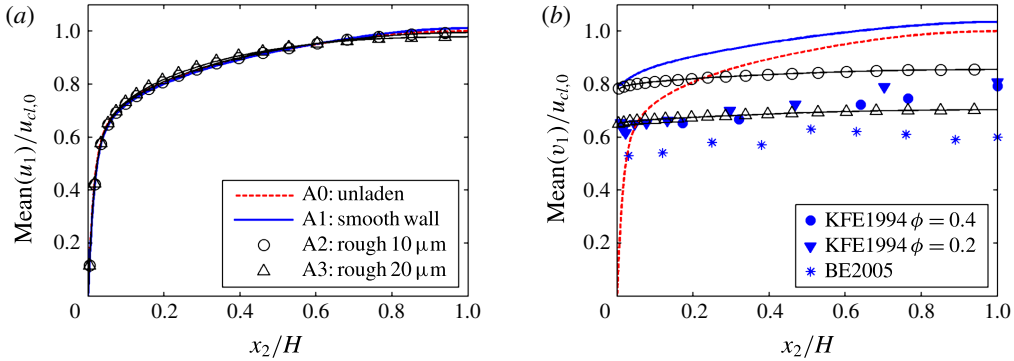 (a)
1.0
0.8
0.6
0.4
0.2
0
0.2
0.4
0.6
0.8
1.0
Mean(u1)/ucl,0
x2/H
A0: unladen
A1: smooth wall
A2: rough 10 μm
A3: rough 20 μm
(b)
1.0
0.8
0.6
0.4
0.2
0
0.2
0.4
0.6
0.8
1.0
Mean(v1)/ucl,0
x2/H
KFE1994 ϕ = 0.4
KFE1994 ϕ = 0.2
BE2005